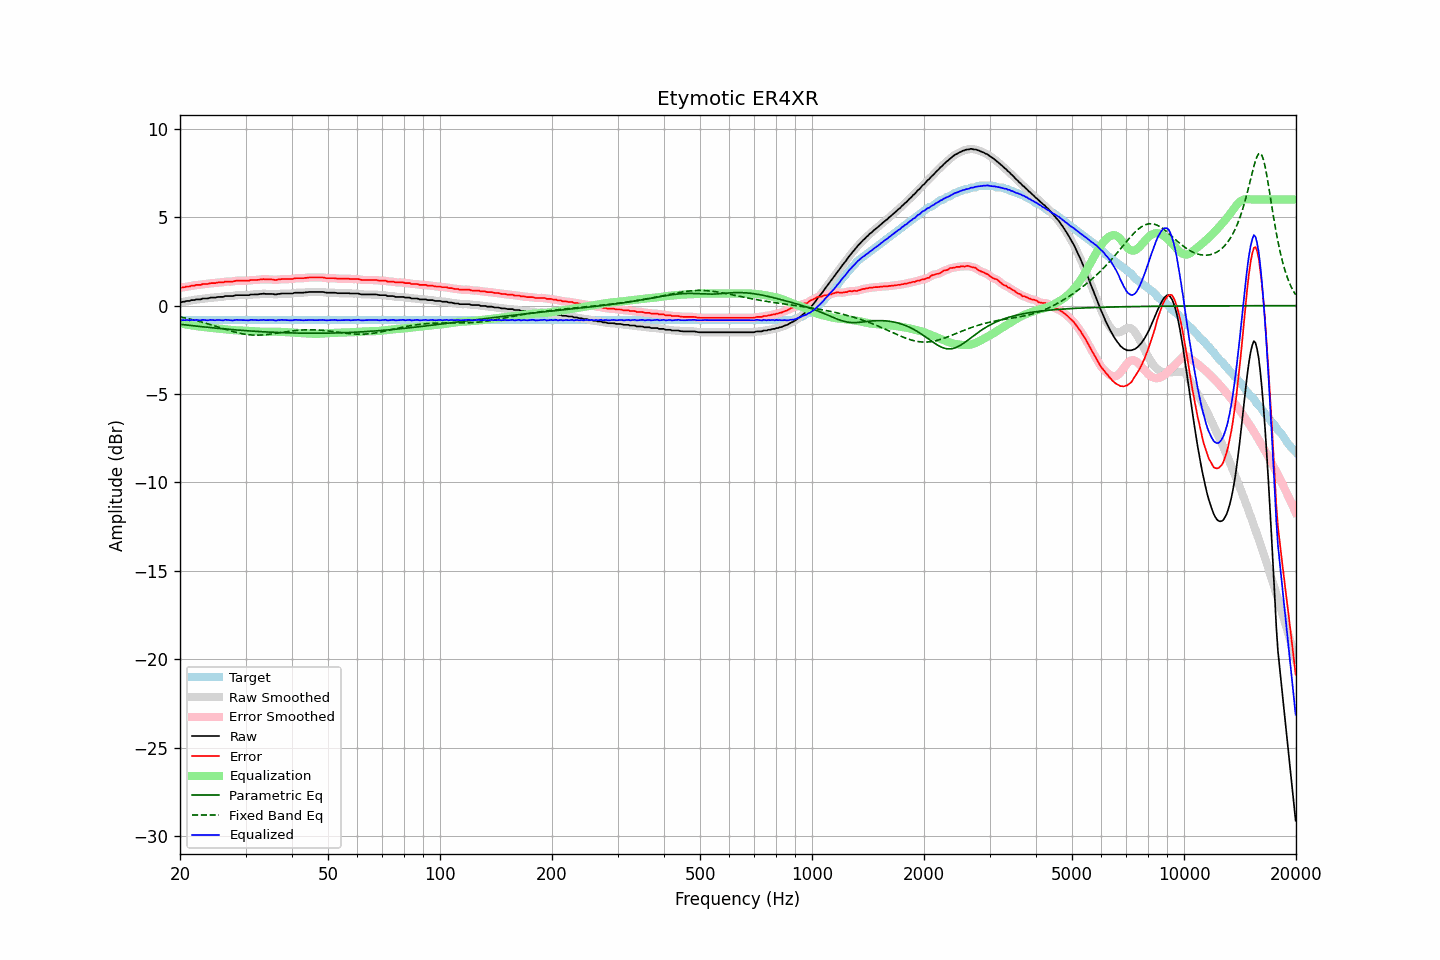 Etymotic ER4XR
Amplitude (dBr)
10
5
0
−5
−10
−15
−20
−25
−30
Target
Raw Smoothed
Error Smoothed
Raw
Error
Equalization
Parametric Eq
Fixed Band Eq
Equalized
20 50 100 200 500 1000 2000 5000 10000 20000
Frequency (Hz)